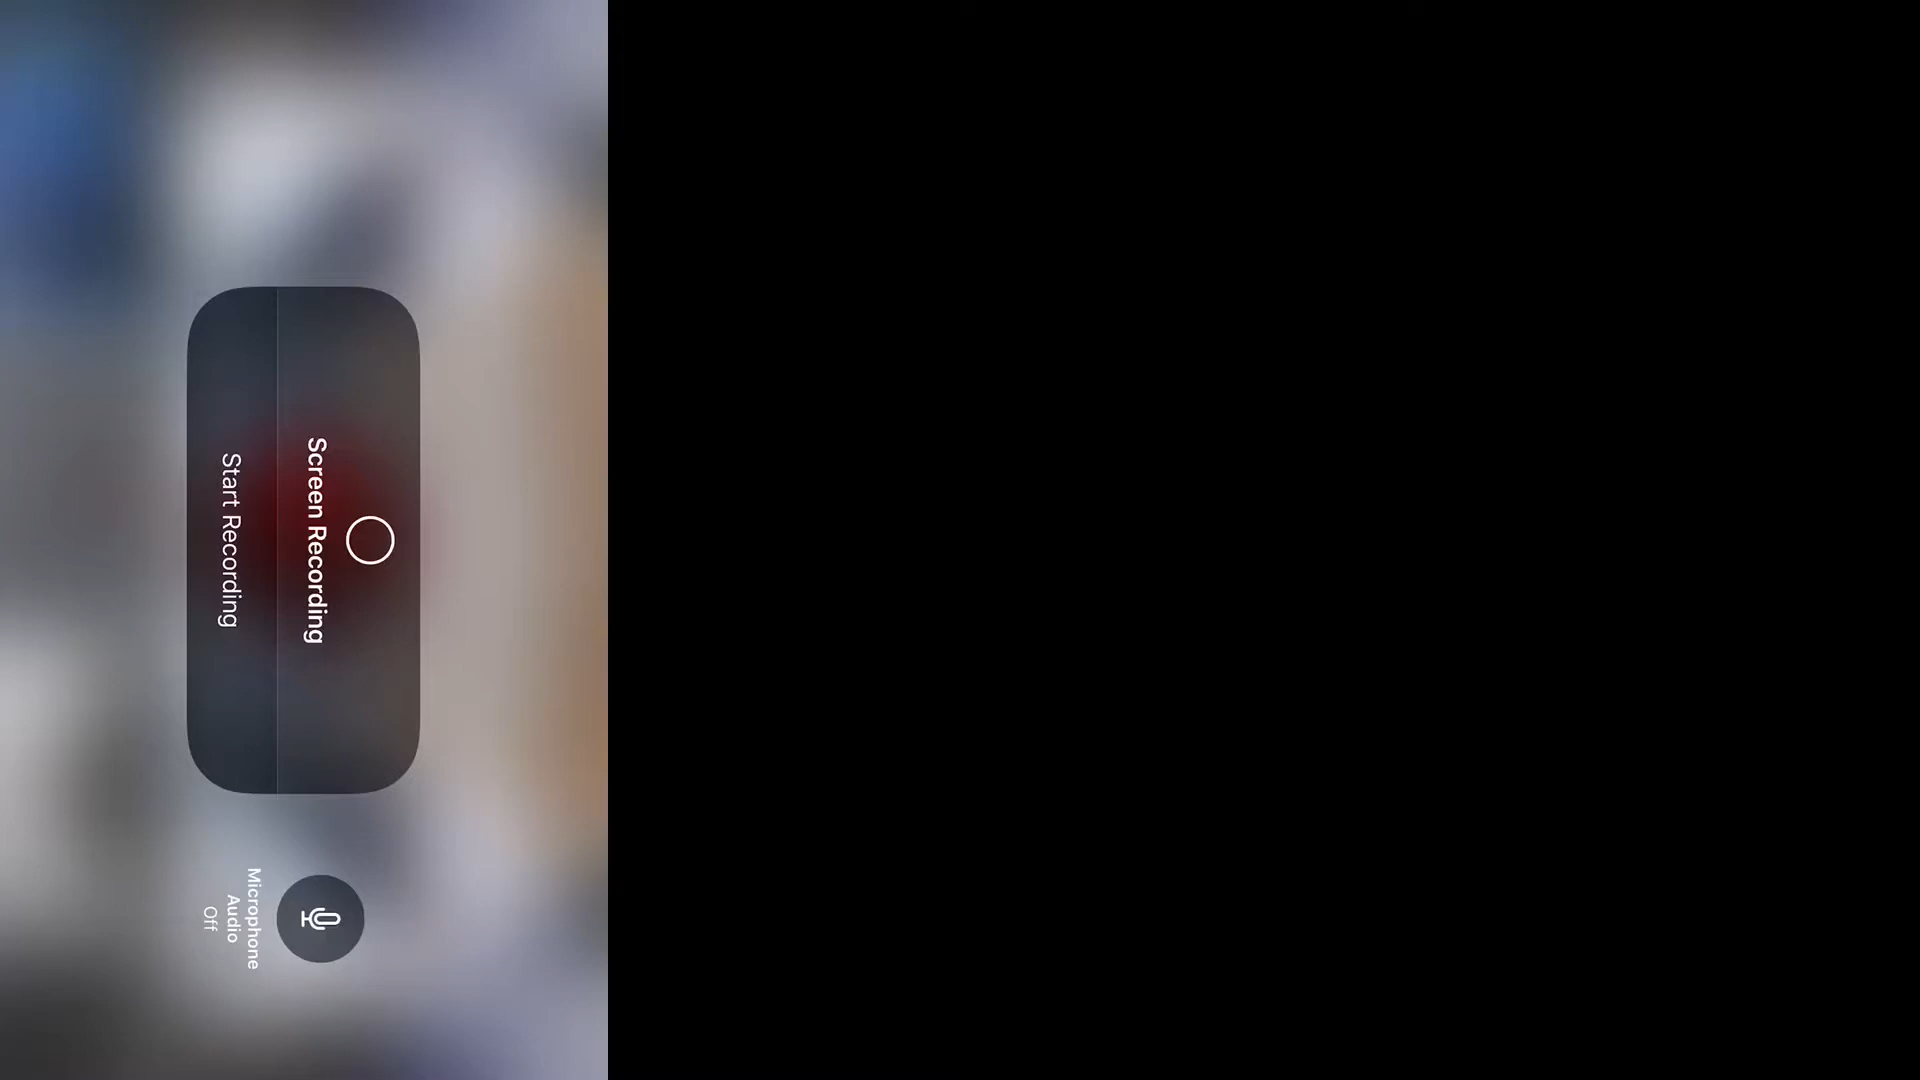 Screen Recording
Start Recording
Microphone
Audio
Off